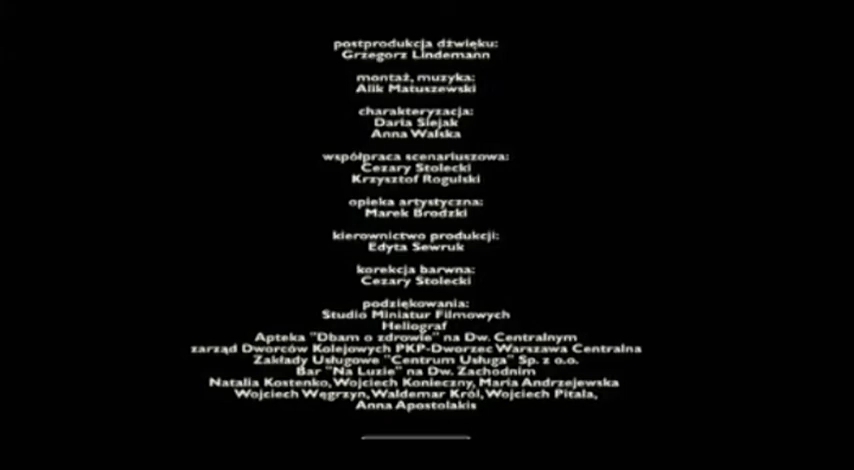 postprodukcja dźwięku:
Grzegorz Lindemann
montaż, muzyka:
Alik Matuszewski
charakteryzacja:
Daria Siejak
Anna Walska
współpraca scenariuszowa:
Cezary Stolecki
Krzysztof Rogulski
opieka artystyczna:
Marek Brodzki
kierownictwo produkcji:
Edyta Sewruk
korekcja barwna:
Cezary Stolecki
podziękowania:
Studio Miniatur Filmowych
Heliograf
Apteka "Dbam o zdrowie" na Dw. Centralnym
zarząd Dworców Kolejowych PKP-Dworzec Warszawa Centralna
Zakłady Usługowe "Centrum Usługa" Sp. z o.o.
Bar "Na Luzie" na Dw. Zachodnim
Natalia Kostenko, Wojciech Konieczny, Maria Andrzejewska
Wojciech Węgrzyn, Waldemar Król, Wojciech Pitala,
Anna Apostolakis